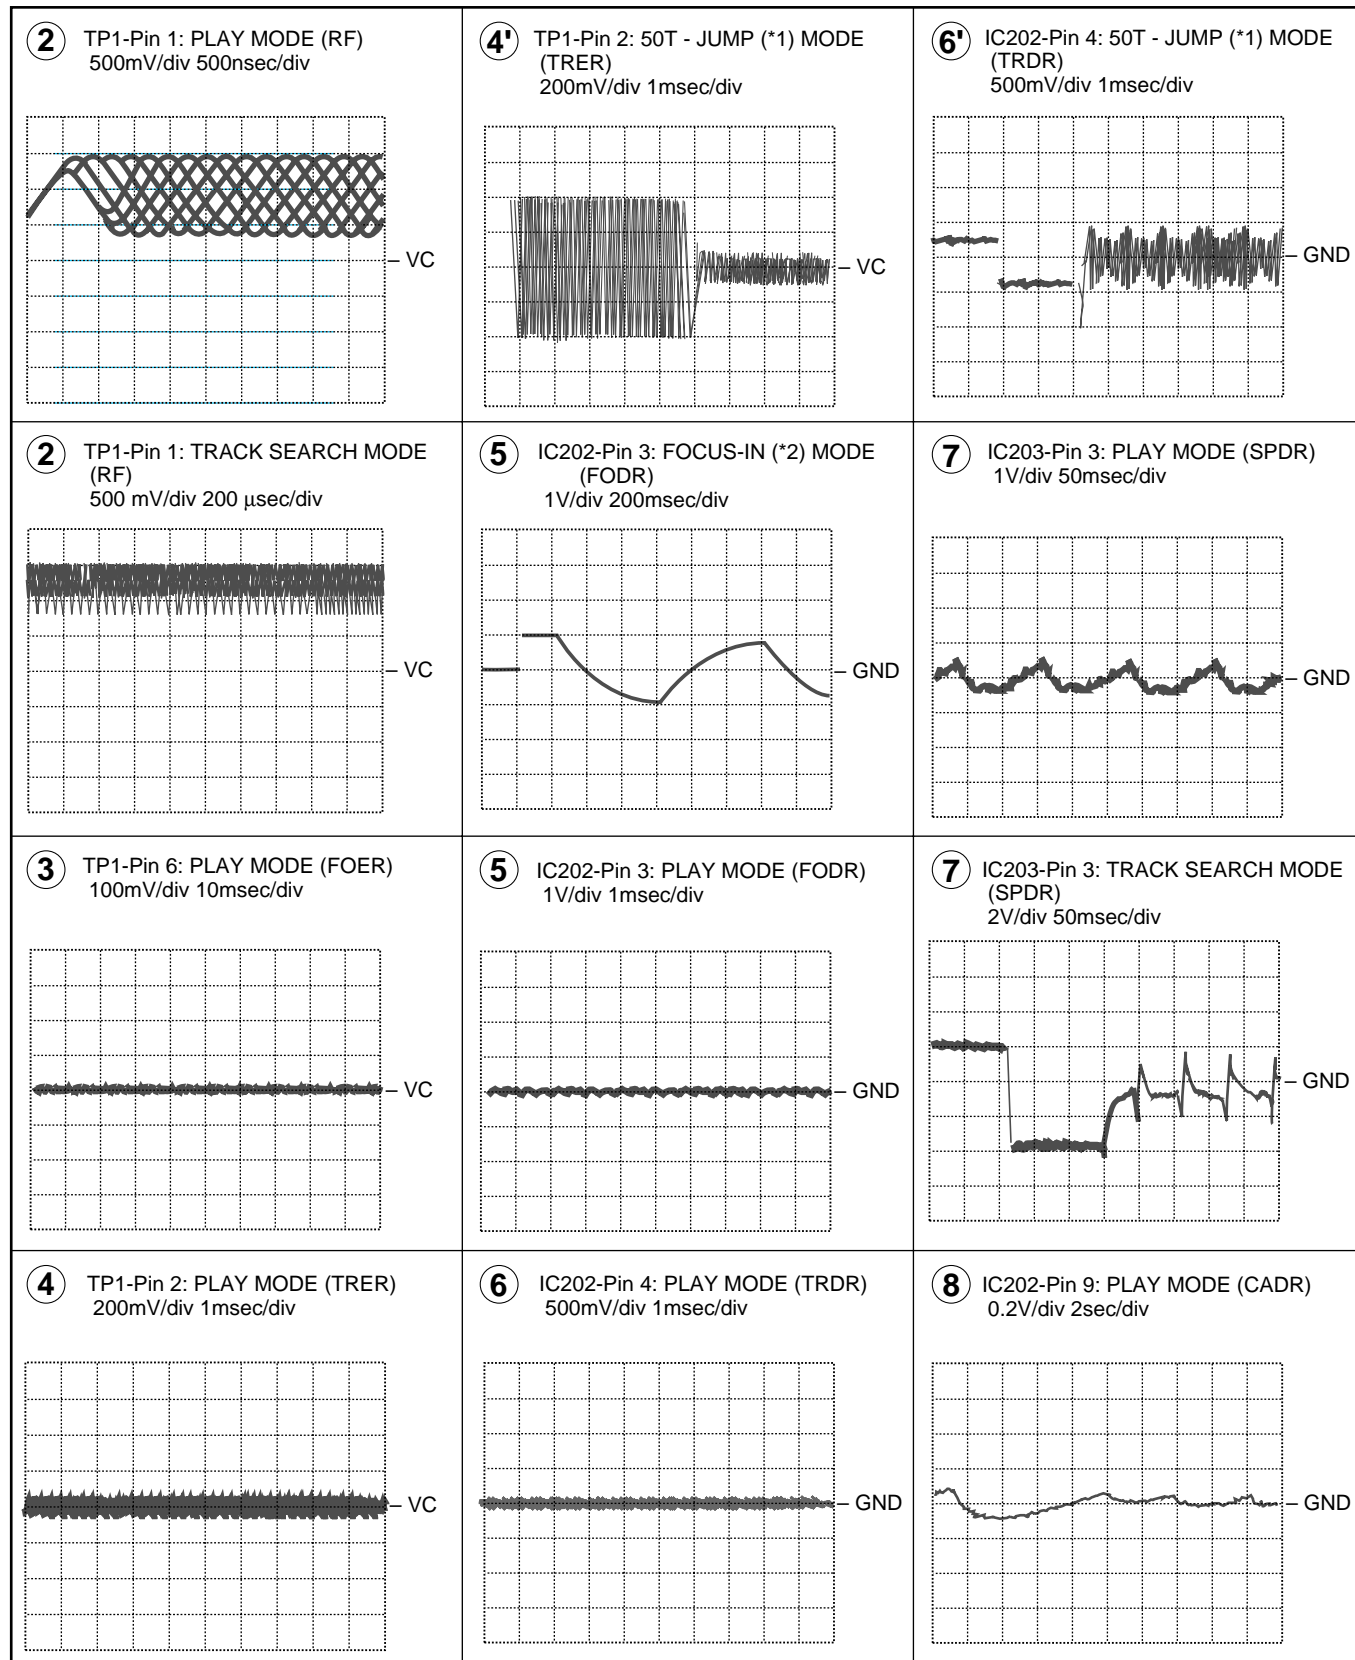 2 TP1-Pin 1: PLAY MODE (RF)
500mV/div 500nsec/div
– VC
4' TP1-Pin 2: 50T - JUMP (*1) MODE
(TRER)
200mV/div 1msec/div
– VC
6' IC202-Pin 4: 50T - JUMP (*1) MODE
(TRDR)
500mV/div 1msec/div
– GND
2 TP1-Pin 1: TRACK SEARCH MODE
(RF)
500 mV/div 200 µsec/div
– VC
5 IC202-Pin 3: FOCUS-IN (*2) MODE
(FODR)
1V/div 200msec/div
– GND
7 IC203-Pin 3: PLAY MODE (SPDR)
1V/div 50msec/div
– GND
3 TP1-Pin 6: PLAY MODE (FOER)
100mV/div 10msec/div
– VC
5 IC202-Pin 3: PLAY MODE (FODR)
1V/div 1msec/div
– GND
7 IC203-Pin 3: TRACK SEARCH MODE
(SPDR)
2V/div 50msec/div
– GND
4 TP1-Pin 2: PLAY MODE (TRER)
200mV/div 1msec/div
– VC
6 IC202-Pin 4: PLAY MODE (TRDR)
500mV/div 1msec/div
– GND
8 IC202-Pin 9: PLAY MODE (CADR)
0.2V/div 2sec/div
– GND